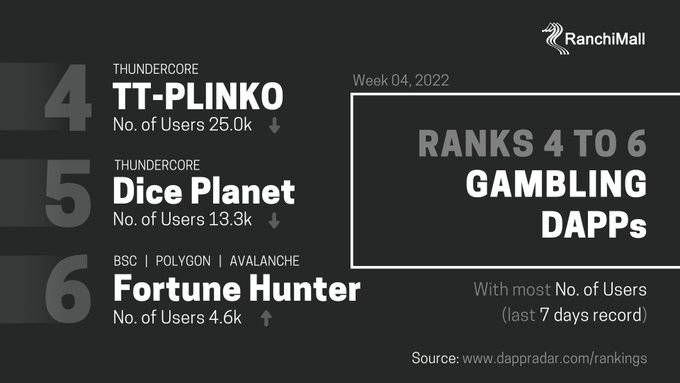 RanchiMall
4
THUNDERCORE
TT-PLINKO
No. of Users 25.0k
5
THUNDERCORE
Dice Planet
No. of Users 13.3k
6
BSC | POLYGON | AVALANCHE
Fortune Hunter
No. of Users 4.6k
Week 04, 2022
RANKS 4 TO 6
GAMBLING
DAPPs
With most No. of Users
(last 7 days record)
Source: www.dappradar.com/rankings